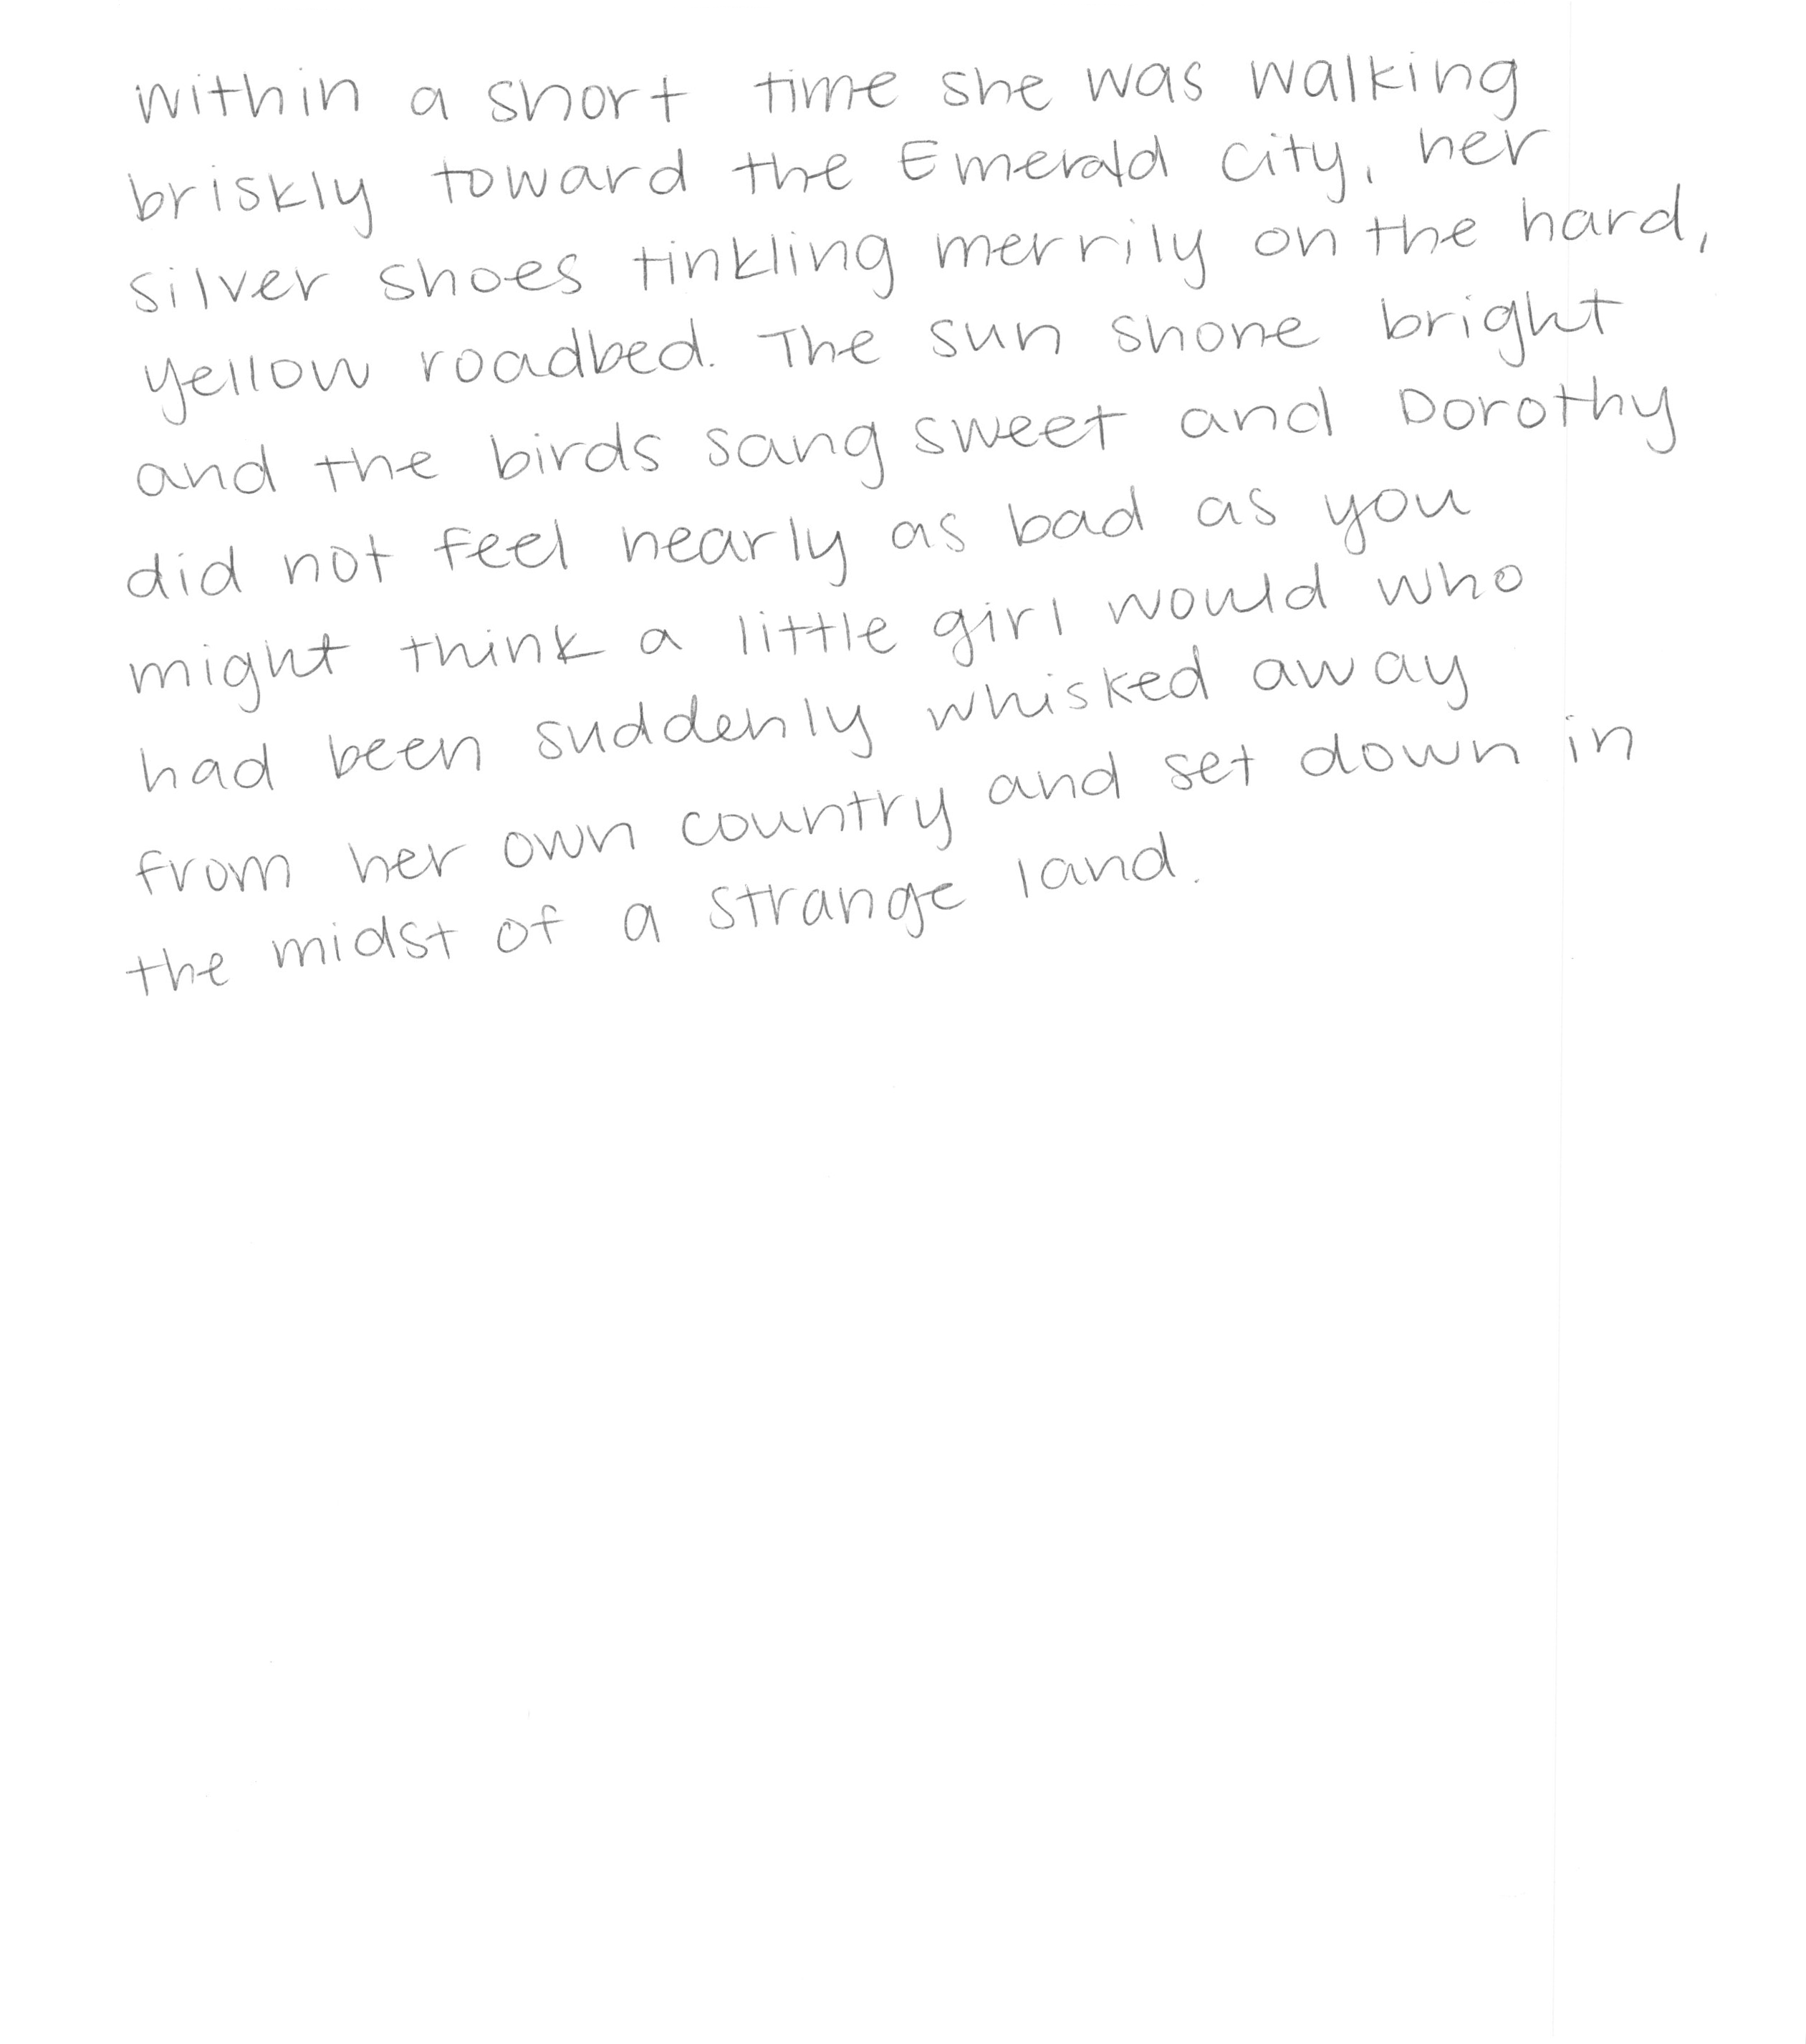 Within a short time she was walking
briskly toward the Emerald City, her
silver shoes tinkling merrily on the hard,
yellow roadbed. The sun shone bright
and the birds sang sweet and Dorothy
did not feel nearly as bad as you
might think a little girl would who
had been suddenly whisked away
from her own country and set down in
the midst of a strange land.